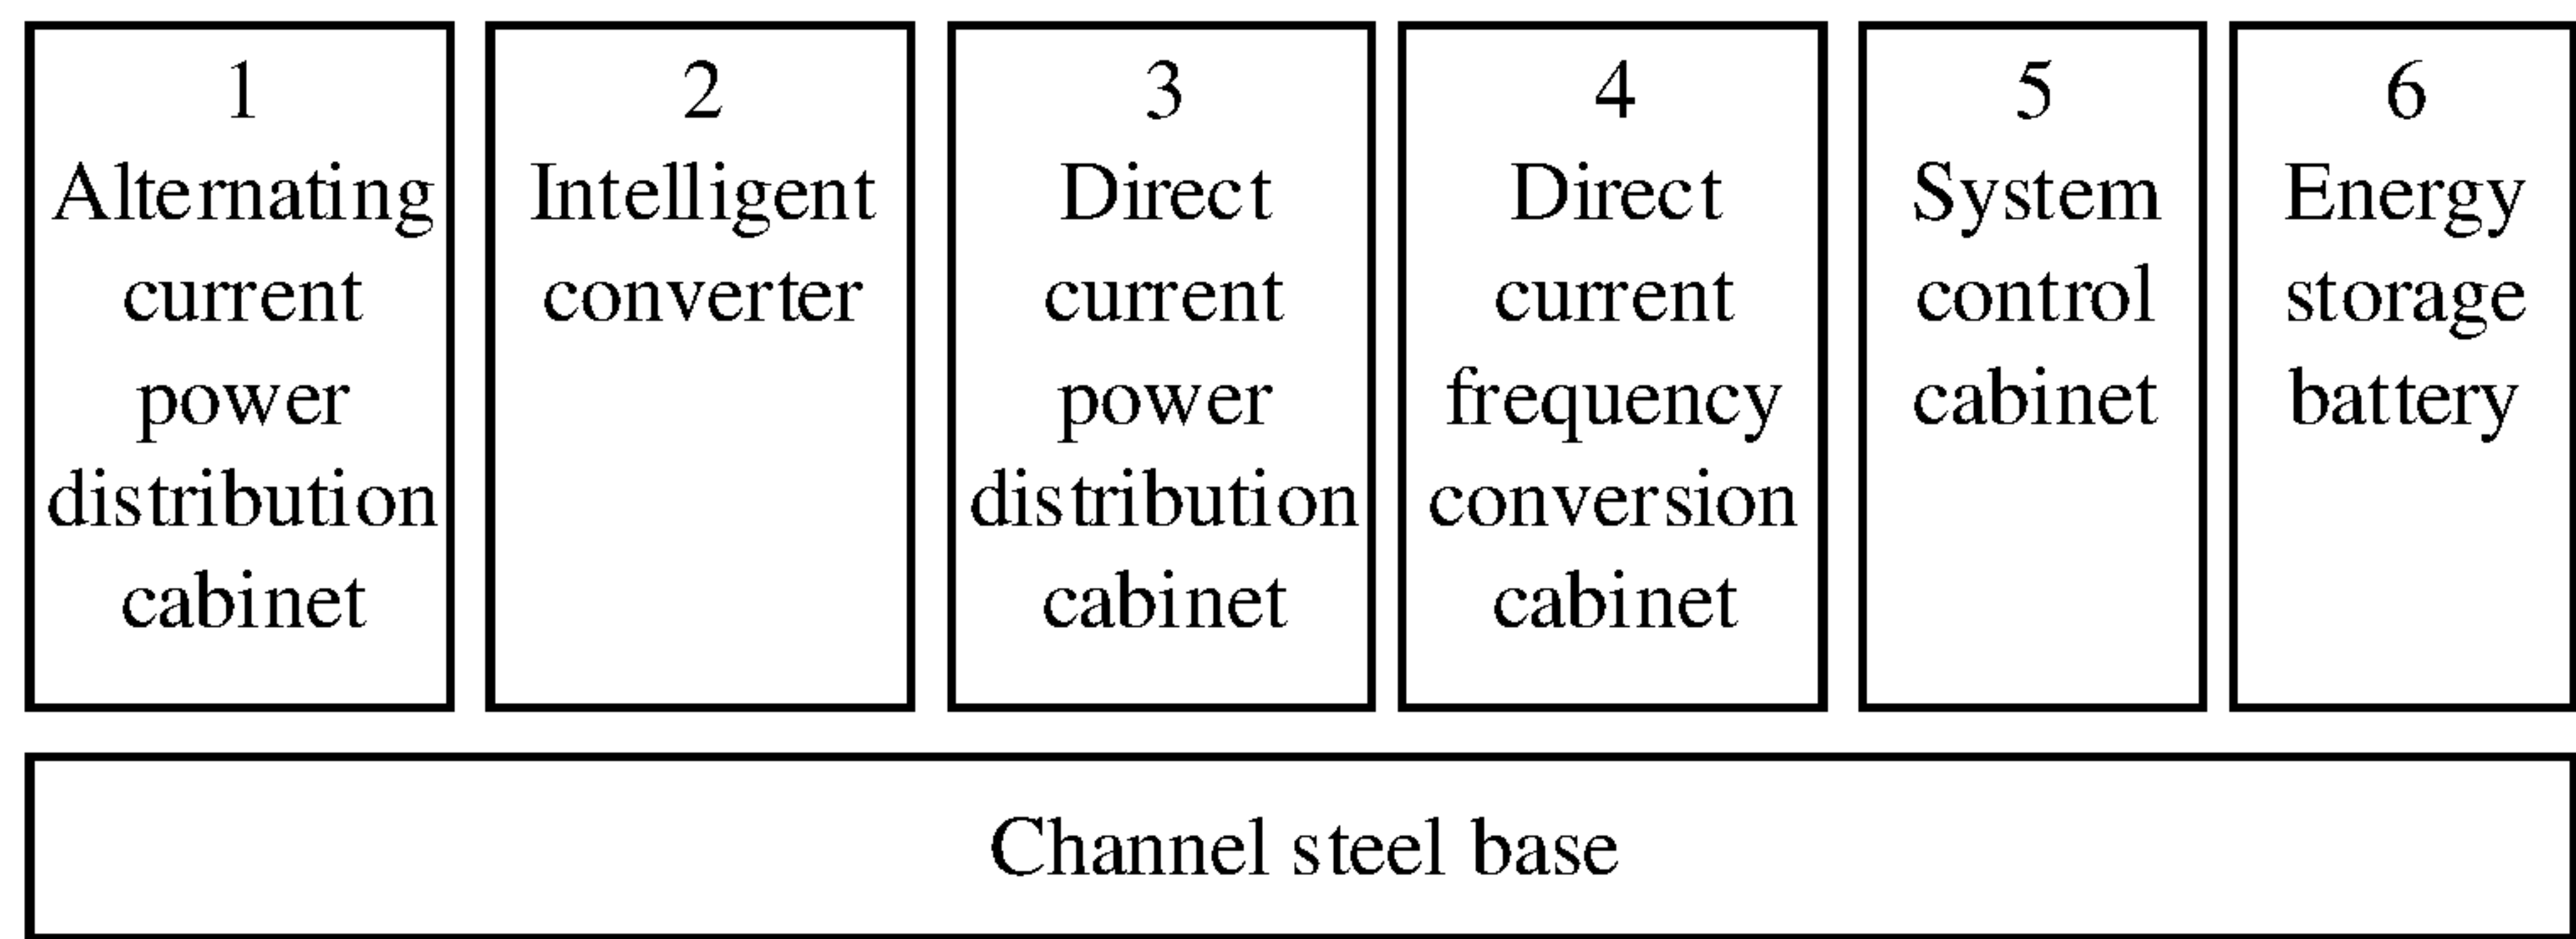 1
Alternating
current
power
distribution
cabinet
2
Intelligent
converter
3
Direct
current
power
distribution
cabinet
4
Direct
current
frequency
conversion
cabinet
5
System
control
cabinet
6
Energy
storage
battery
Channel steel base